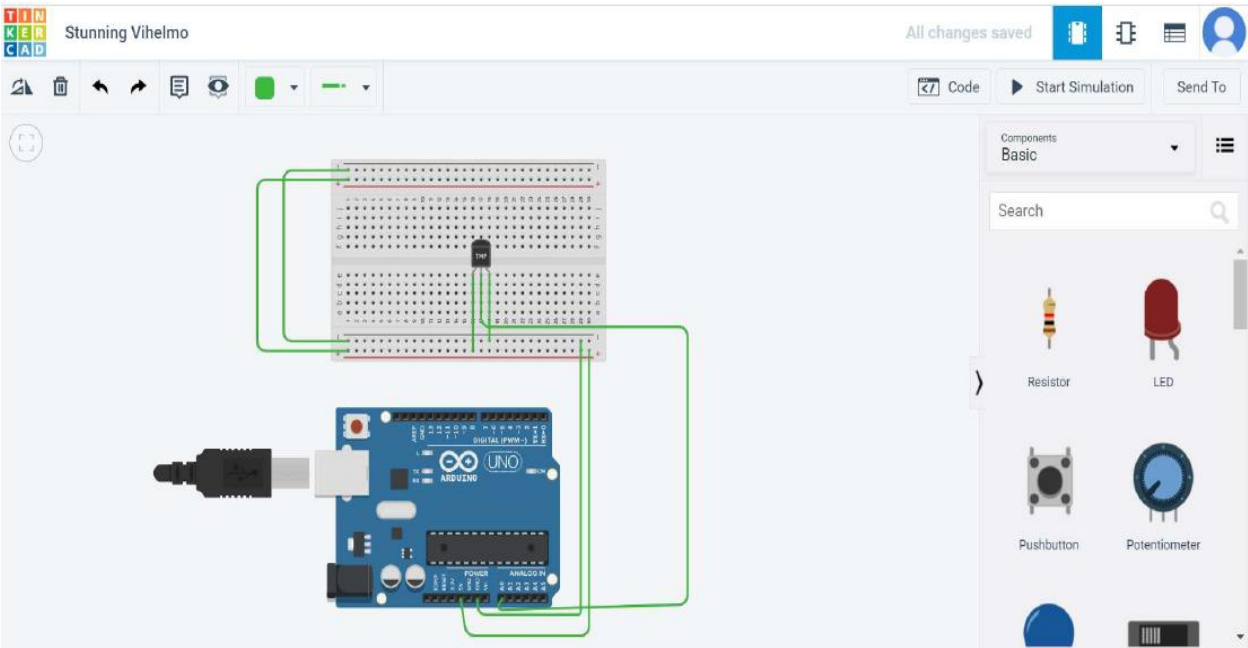 TIN
KER
CAD
Stunning Vihelmo
All changes saved
Code
Start Simulation
Send To
Components
Basic
Search
Resistor
LED
Pushbutton
Potentiometer
TMP
DIGITAL (PWM~)
UNO
ARDUINO
POWER
ANALOG IN